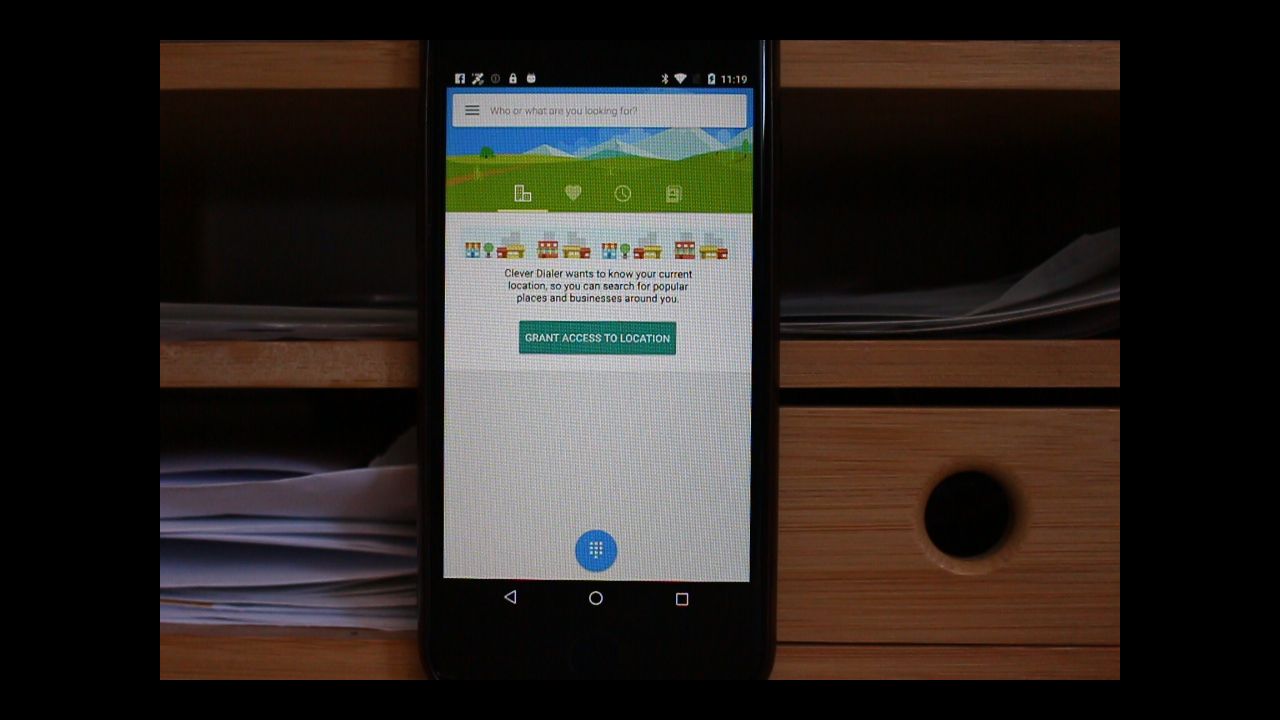 11:19
Who or what are you looking for?
Clever Dialer wants to know your current
location, so you can search for popular
places and businesses around you.
GRANT ACCESS TO LOCATION